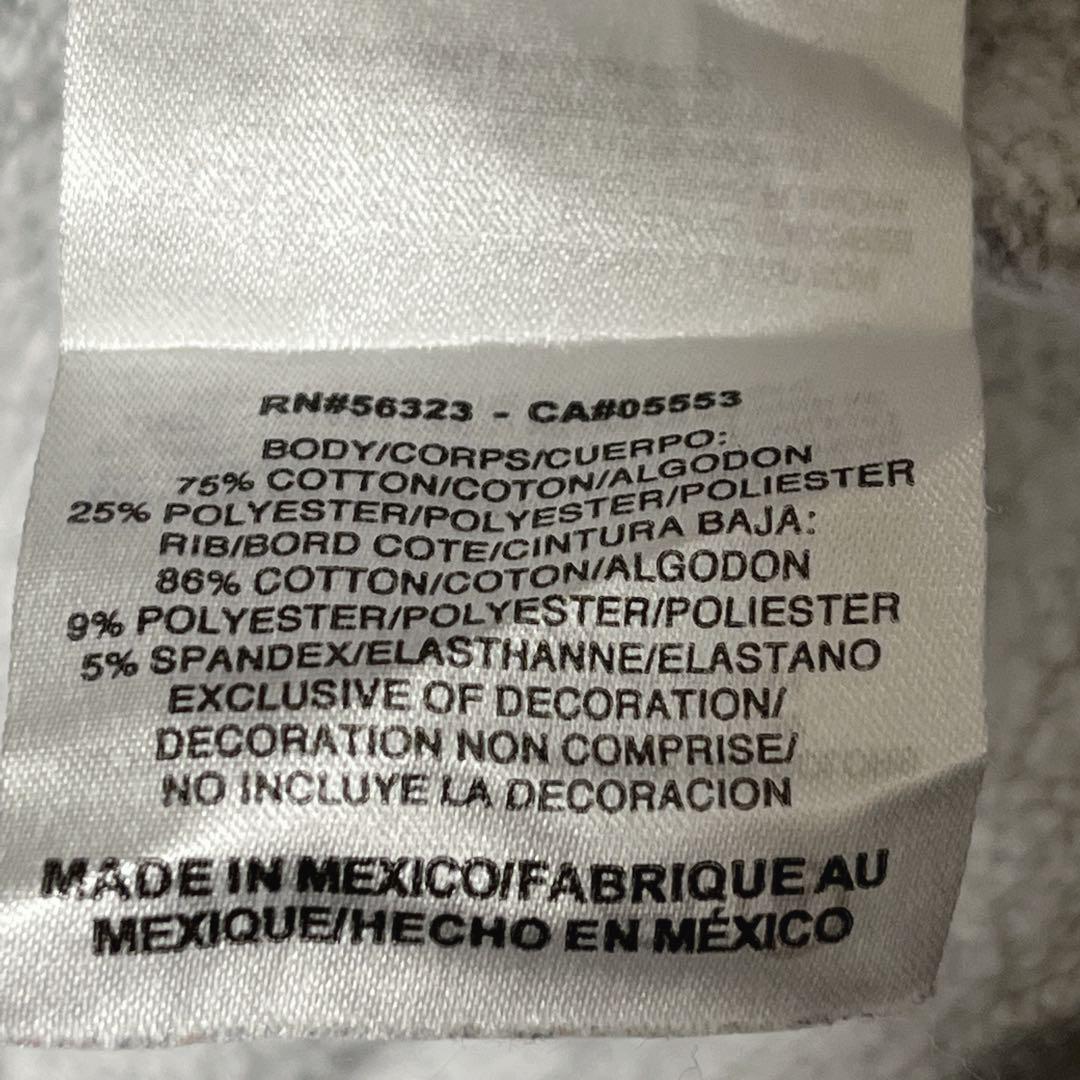 RN#56323 - CA#05553
BODY/CORPS/CUERPO:
75% COTTON/COTON/ALGODON
25% POLYESTER/POLYESTER/POLIESTER
RIB/BORD COTE/CINTURA BAJA:
86% COTTON/COTON/ALGODON
9% POLYESTER/POLYESTER/POLIESTER
5% SPANDEX/ELASTHANNE/ELASTANO
EXCLUSIVE OF DECORATION/
DECORATION NON COMPRISE/
NO INCLUYE LA DECORACION
MADE IN MEXICO/FABRIQUE AU
MEXIQUE/HECHO EN MÉXICO